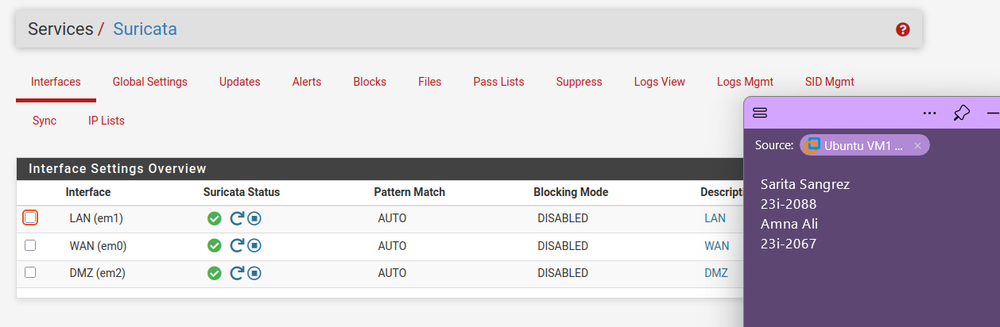 Services / Suricata
Interfaces Global Settings Updates Alerts Blocks Files Pass Lists Suppress Logs View Logs Mgmt SID Mgmt
Sync IP Lists
Interface Settings Overview
Interface Suricata Status Pattern Match Blocking Mode Descripti
LAN (em1) AUTO DISABLED LAN
WAN (em0) AUTO DISABLED WAN
DMZ (em2) AUTO DISABLED DMZ
Source: Ubuntu VM1 ...
Sarita Sangrez
23i-2088
Amna Ali
23i-2067